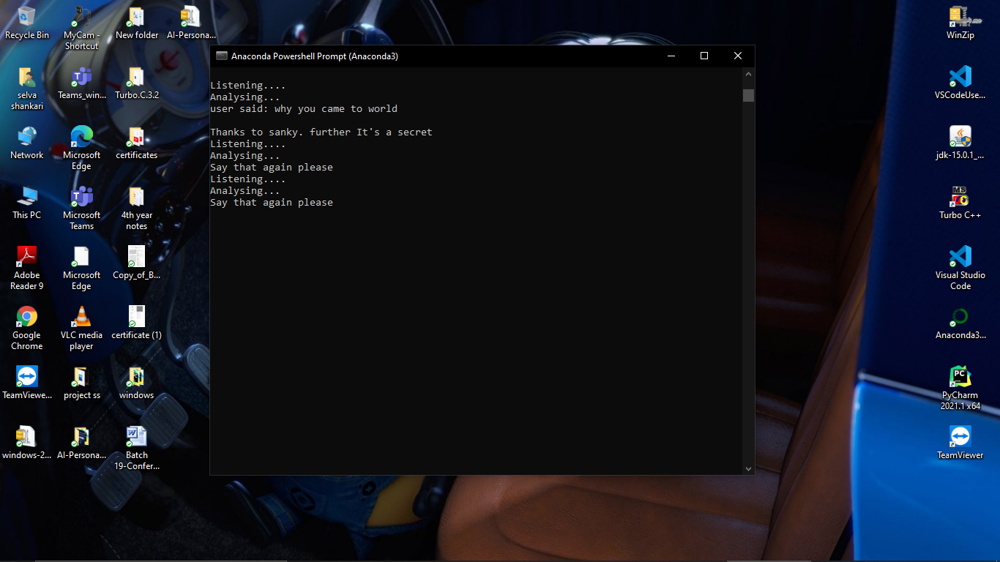 Recycle Bin
MyCam -
Shortcut
New folder
AI-Persona...
selva
shankari
Teams_win...
Turbo.C.3.2
Network
Microsoft
Edge
certificates
This PC
Microsoft
Teams
4th year
notes
Adobe
Reader 9
Microsoft
Edge
Copy_of_B...
Google
Chrome
VLC media
player
certificate (1)
TeamViewe...
project ss
windows
windows-2...
AI-Persona...
Batch
19-Confer...
Anaconda Powershell Prompt (Anaconda3)
Listening....
Analysing...
user said: why you came to world
Thanks to sanky. further It's a secret
Listening....
Analysing...
Say that again please
Listening....
Analysing...
Say that again please
WinZip
VSCodeUse...
jdk-15.0.1_...
MS
Turbo C++
Visual Studio
Code
Anaconda3...
PC
PyCharm
2021.1 x64
TeamViewer